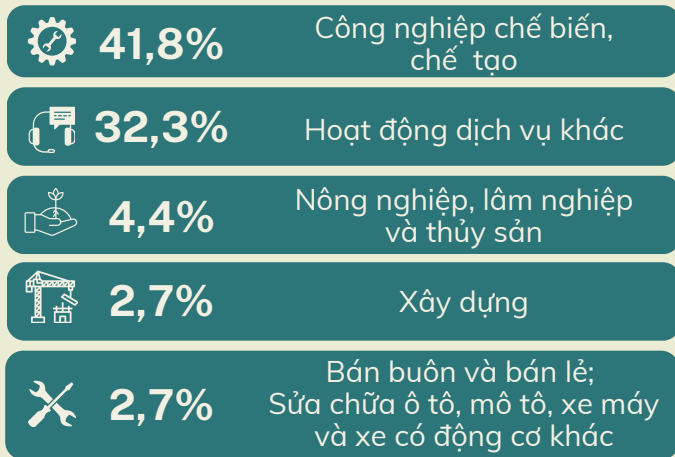 41,8%
Công nghiệp chế biến,
chế tạo
32,3%
Hoạt động dịch vụ khác
4,4%
Nông nghiệp, lâm nghiệp
và thủy sản
2,7%
Xây dựng
2,7%
Bán buôn và bán lẻ;
Sửa chữa ô tô, mô tô, xe máy
và xe có động cơ khác